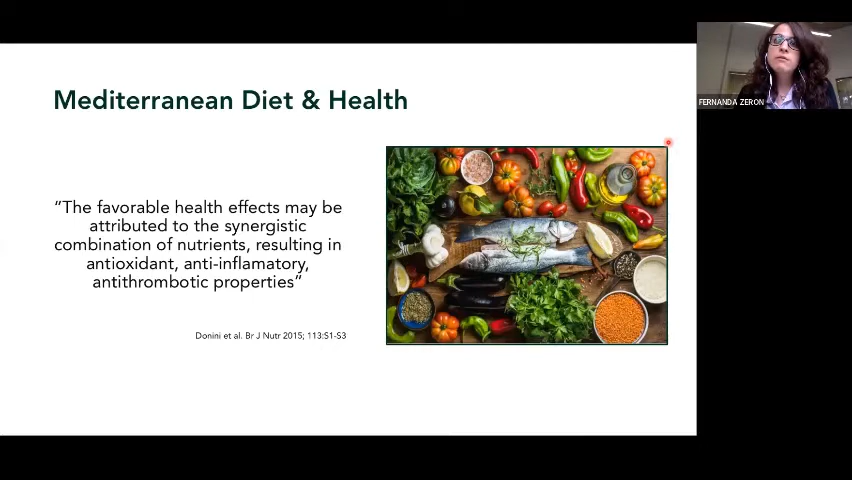 Mediterranean Diet & Health
FERNANDA ZERON
“The favorable health effects may be
attributed to the synergistic
combination of nutrients, resulting in
antioxidant, anti-inflamatory,
antithrombotic properties”
Donini et al. Br J Nutr 2015; 113:S1-S3